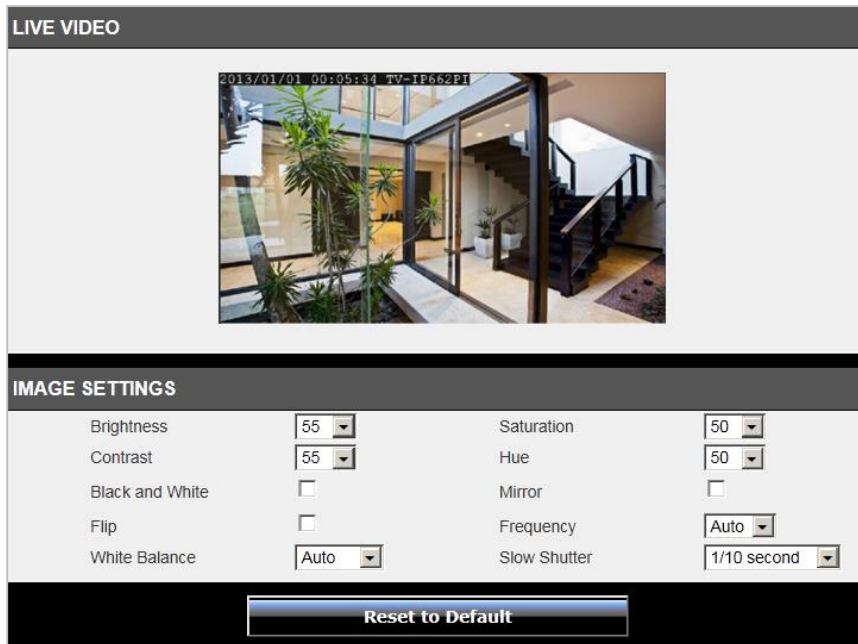 LIVE VIDEO
2013/01/01 00:05:34 TV-IP662PI
IMAGE SETTINGS
Brightness 55 Saturation 50
Contrast 55 Hue 50
Black and White Mirror
Flip Frequency Auto
White Balance Auto Slow Shutter 1/10 second
Reset to Default